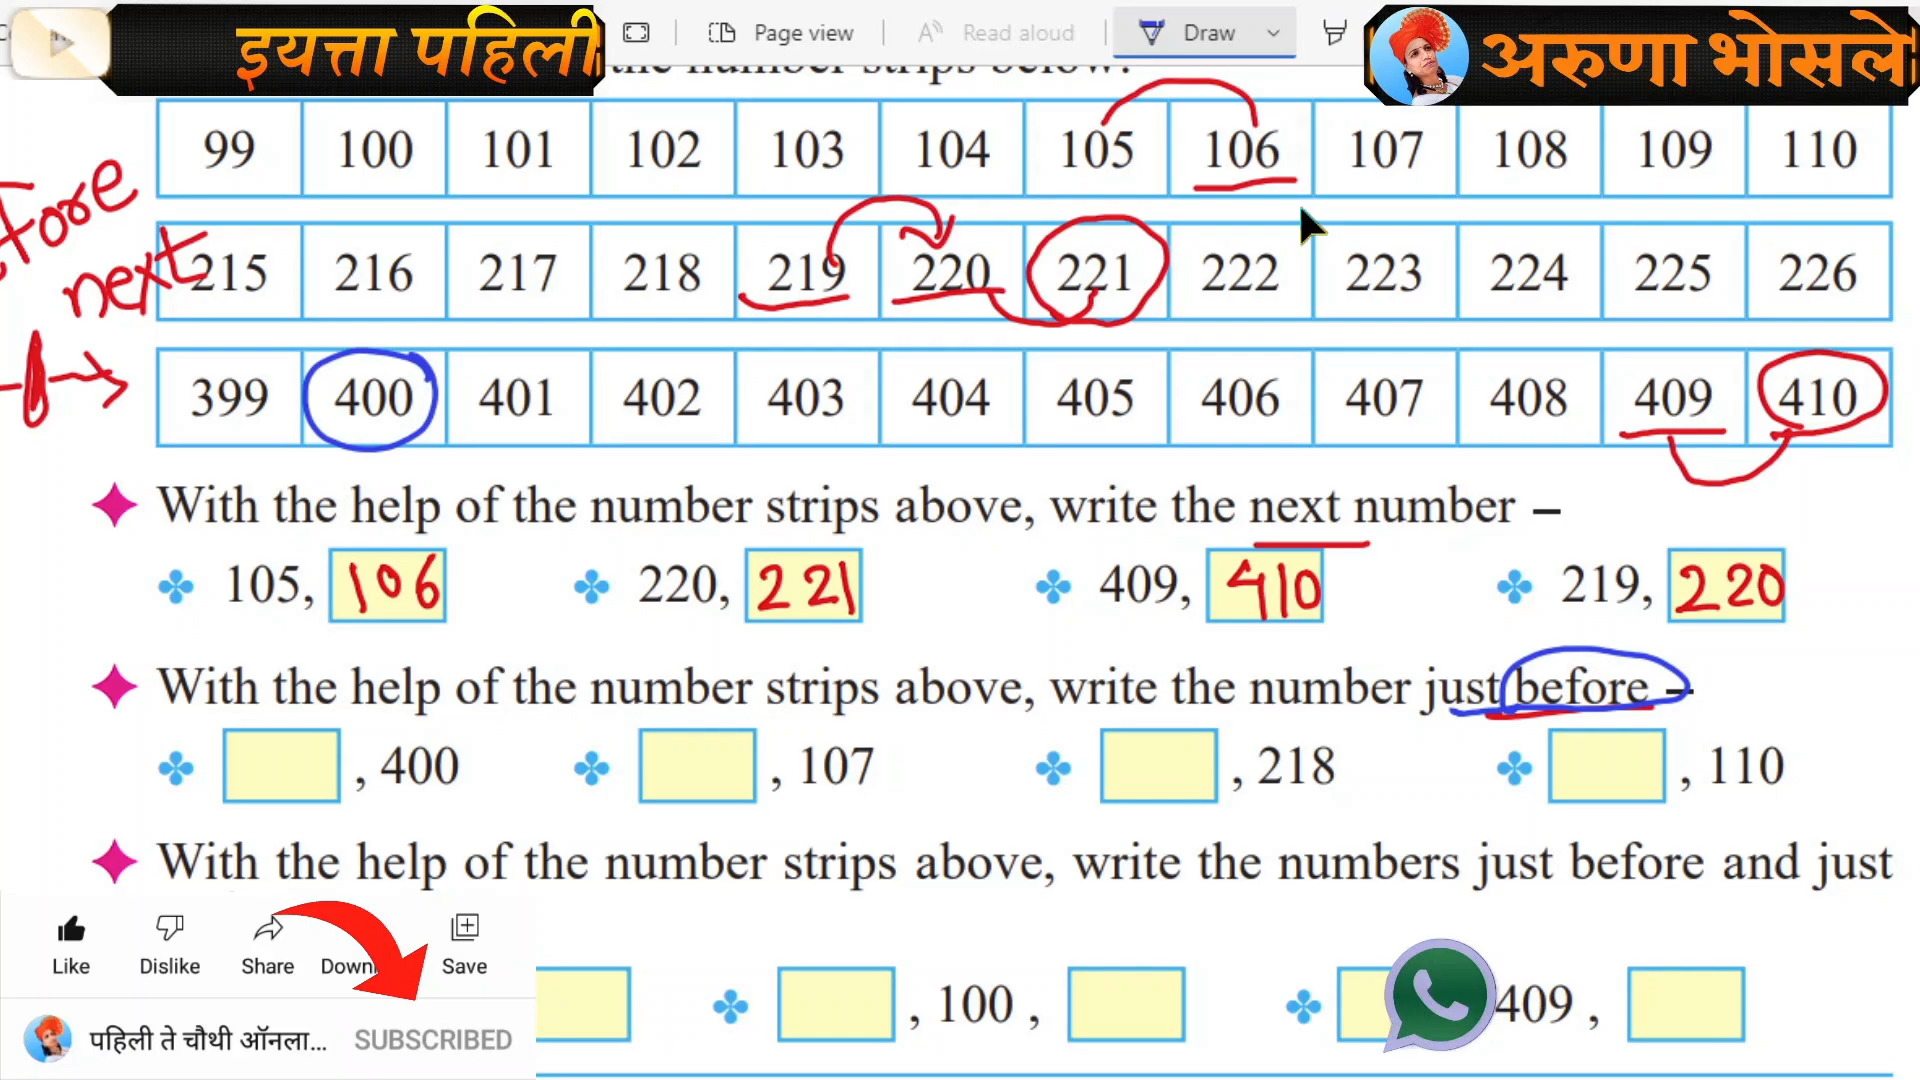 इयत्ता पहिली
Page view
Read aloud
Draw
अरुणा भोसले
the number strips below.
99 100 101 102 103 104 105 106 107 108 109 110
fore
next
215 216 217 218 219 220 221 222 223 224 225 226
399 400 401 402 403 404 405 406 407 408 409 410
With the help of the number strips above, write the next number –
105, 106 220, 221 409, 410 219, 220
With the help of the number strips above, write the number just before –
, 400 , 107 , 218 , 110
With the help of the number strips above, write the numbers just before and just
Like Dislike Share Down Save
, 100 , 409 ,
पहिली ते चौथी ऑनला... SUBSCRIBED